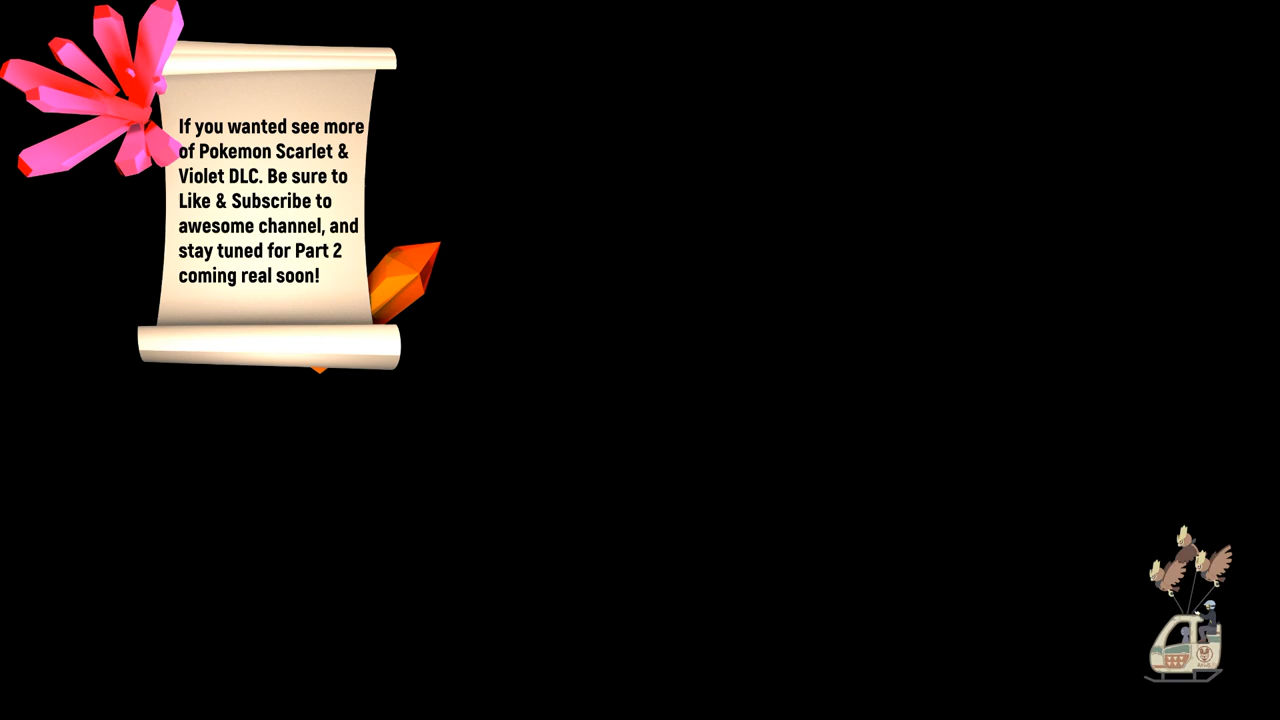 If you wanted see more
of Pokemon Scarlet &
Violet DLC. Be sure to
Like & Subscribe to
awesome channel, and
stay tuned for Part 2
coming real soon!